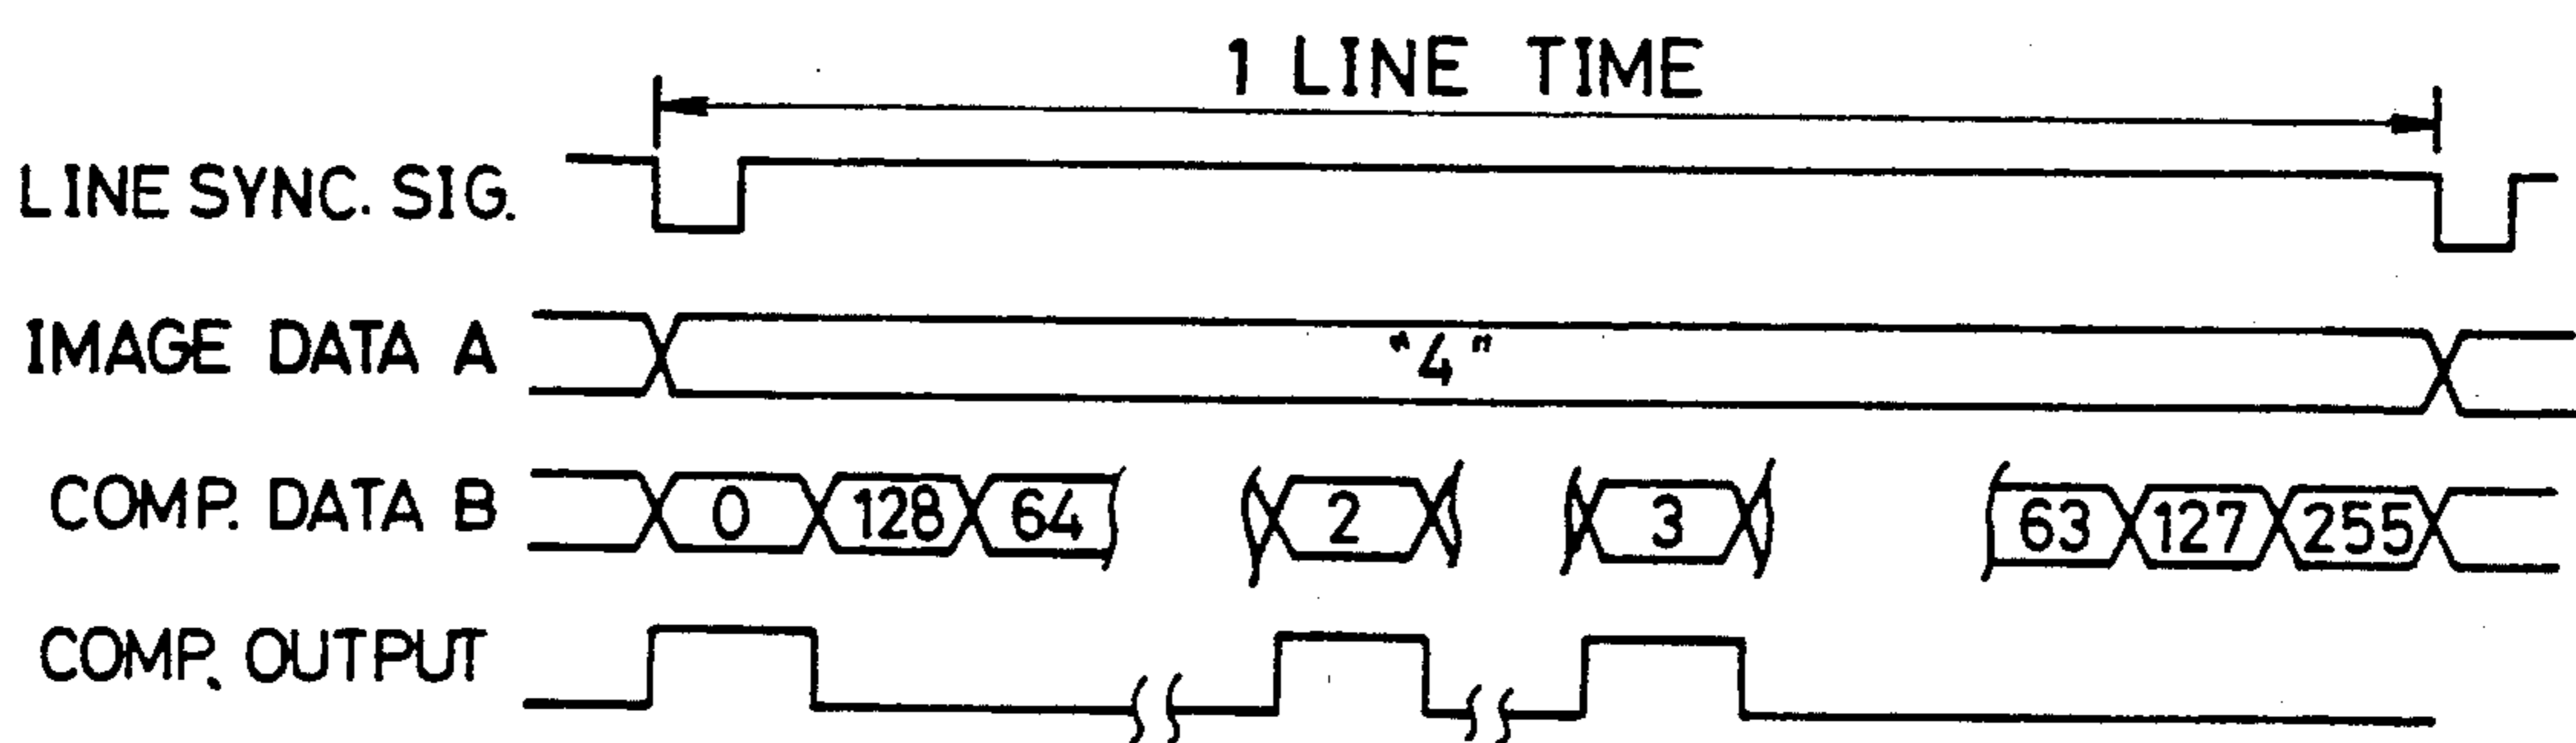 1 LINE TIME
LINE SYNC. SIG.
IMAGE DATA A "4"
COMP. DATA B 0 128 64 2 3 63 127 255
COMP. OUTPUT